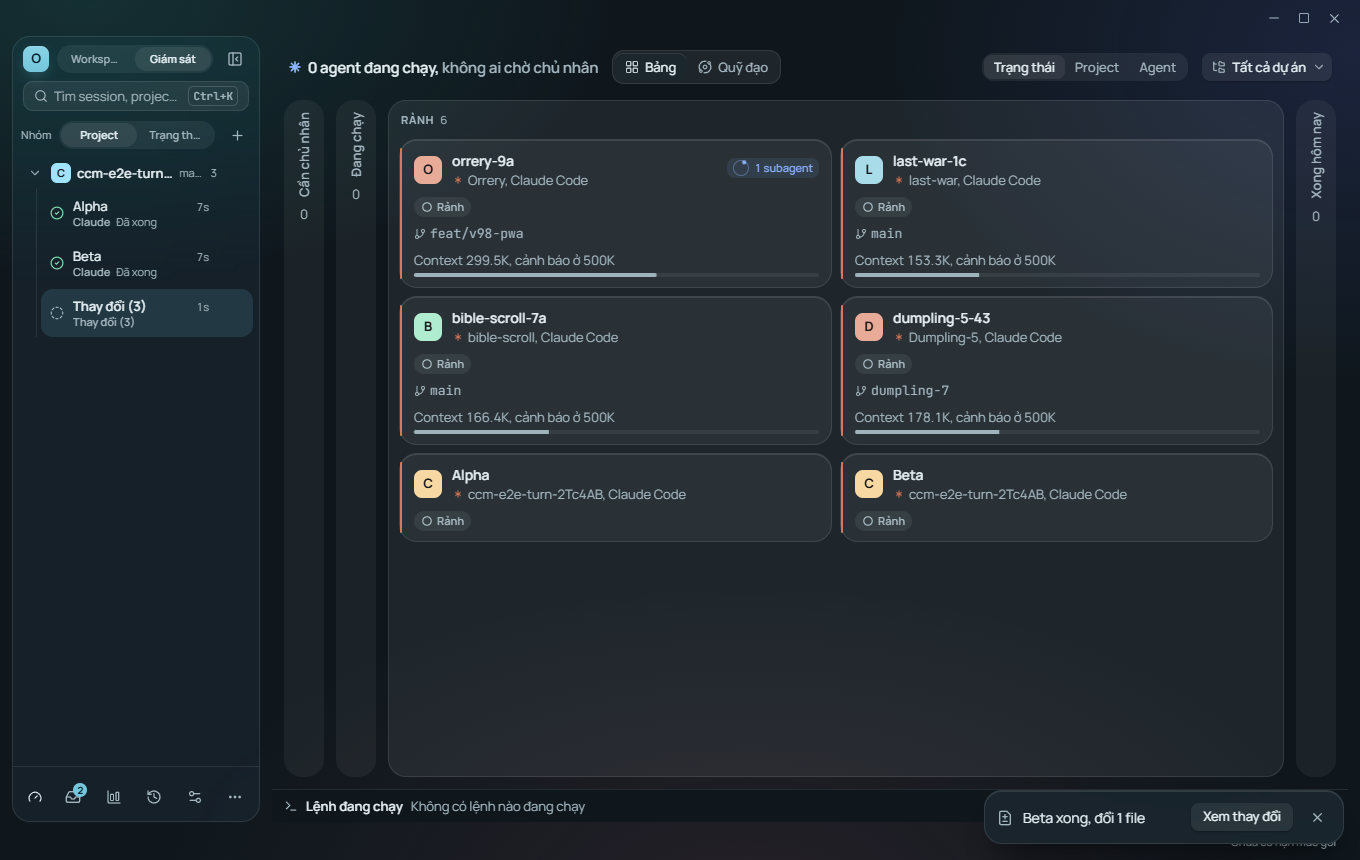 O Worksp... Giám sát
Tìm session, projec... Ctrl+K
Nhóm Project Trạng th...
C ccm-e2e-turn... ma... 3
Alpha 7s
Claude Đã xong
Beta 7s
Claude Đã xong
Thay đổi (3) 1s
Thay đổi (3)
2
0 agent đang chạy, không ai chờ chủ nhân
Bảng Quỹ đạo
Trạng thái Project Agent
Tất cả dự án
Cần chủ nhân 0
Đang chạy 0
RẢNH 6
O orrery-9a 1 subagent
Orrery, Claude Code
Rảnh
feat/v98-pwa
Context 299.5K, cảnh báo ở 500K
L last-war-1c
last-war, Claude Code
Rảnh
main
Context 153.3K, cảnh báo ở 500K
B bible-scroll-7a
bible-scroll, Claude Code
Rảnh
main
Context 166.4K, cảnh báo ở 500K
D dumpling-5-43
Dumpling-5, Claude Code
Rảnh
dumpling-7
Context 178.1K, cảnh báo ở 500K
C Alpha
ccm-e2e-turn-2Tc4AB, Claude Code
Rảnh
C Beta
ccm-e2e-turn-2Tc4AB, Claude Code
Rảnh
Xong hôm nay 0
Lệnh đang chạy Không có lệnh nào đang chạy
Beta xong, đổi 1 file Xem thay đổi